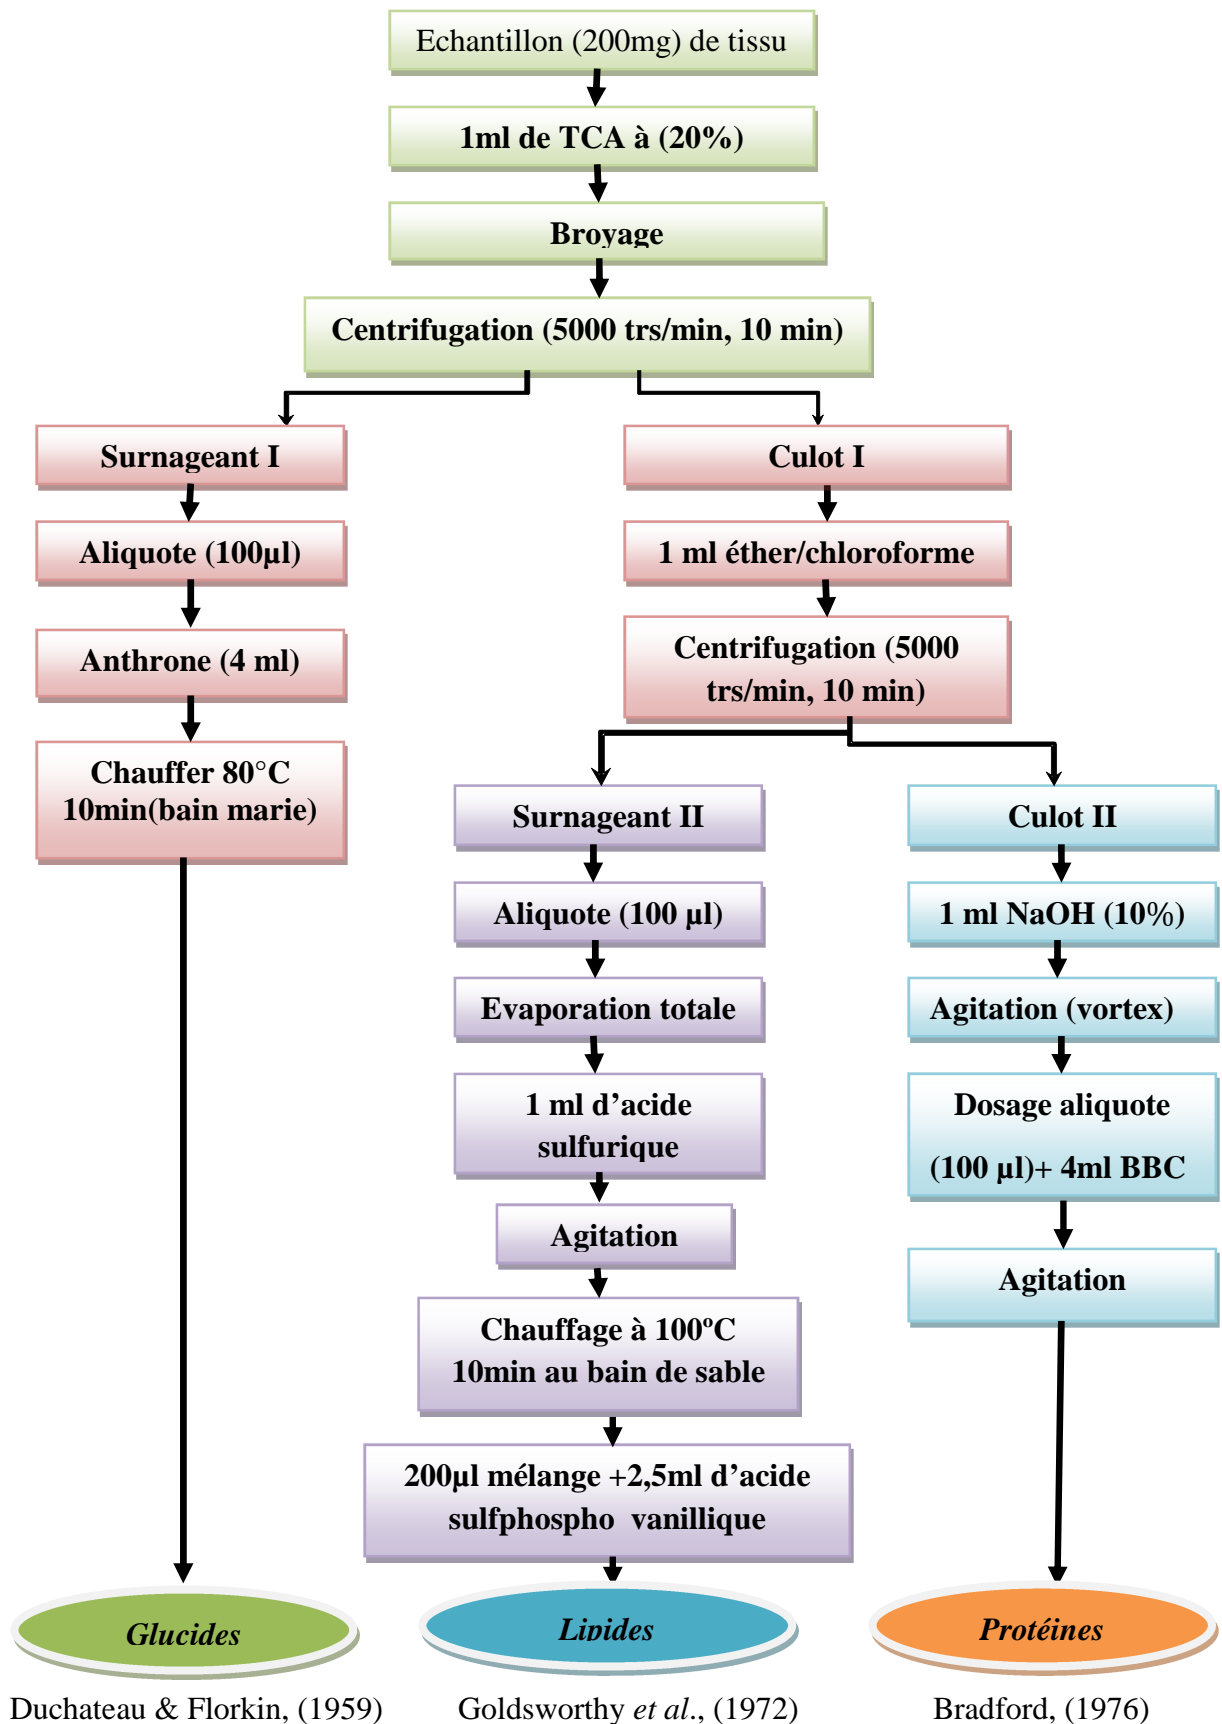 Echantillon (200mg) de tissu
1ml de TCA à (20%)
Broyage
Centrifugation (5000 trs/min, 10 min)
Surnageant I
Aliquote (100µl)
Anthrone (4 ml)
Chauffer 80°C
10min(bain marie)
Culot I
1 ml éther/chloroforme
Centrifugation (5000
trs/min, 10 min)
Surnageant II
Aliquote (100 µl)
Evaporation totale
1 ml d’acide
sulfurique
Agitation
Chauffage à 100ºC
10min au bain de sable
200µl mélange +2,5ml d’acide
sulfphospho vanillique
Culot II
1 ml NaOH (10%)
Agitation (vortex)
Dosage aliquote
(100 µl)+ 4ml BBC
Agitation
Glucides
Lipides
Protéines
Duchateau & Florkin, (1959)
Goldsworthy et al., (1972)
Bradford, (1976)